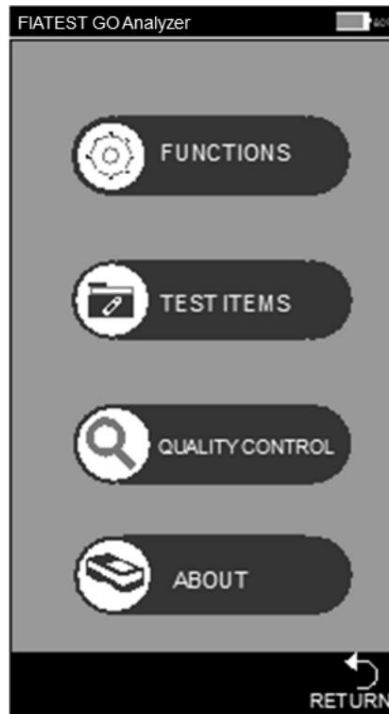 FIATEST GO Analyzer
FUNCTIONS
TEST ITEMS
QUALITY CONTROL
ABOUT
RETURN